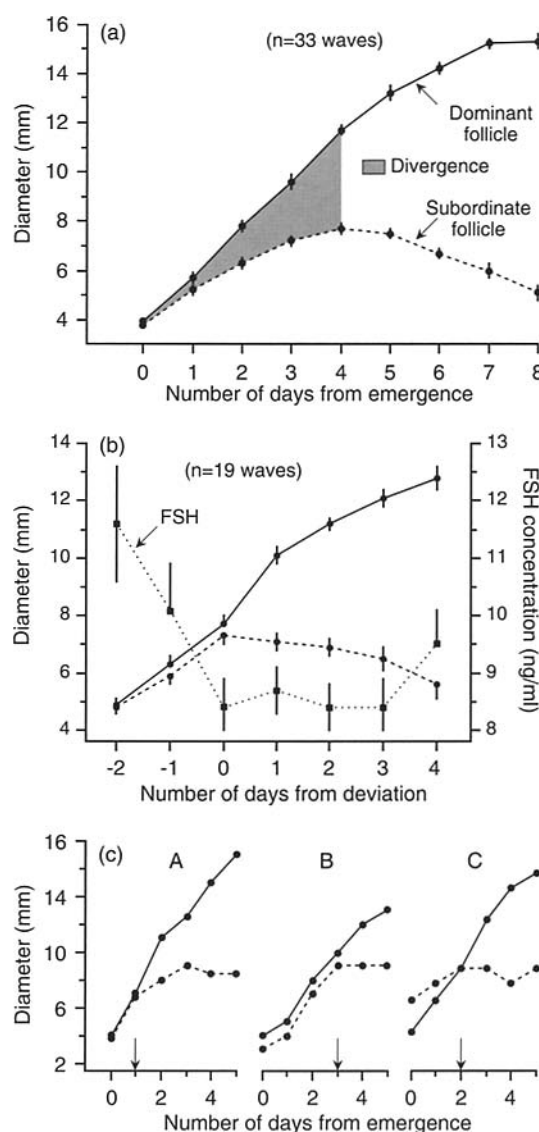 (a)
(n=33 waves)
16
14
12
10
8
6
4
Diameter (mm)
Dominant
follicle
Divergence
Subordinate
follicle
0 1 2 3 4 5 6 7 8
Number of days from emergence
(b)
(n=19 waves)
14
12
10
8
6
4
Diameter (mm)
FSH
13
12
11
10
9
8
FSH concentration (ng/ml)
-2 -1 0 1 2 3 4
Number of days from deviation
(c)
A B C
16
14
10
6
2
Diameter (mm)
0 2 4 0 2 4 0 2 4
Number of days from emergence